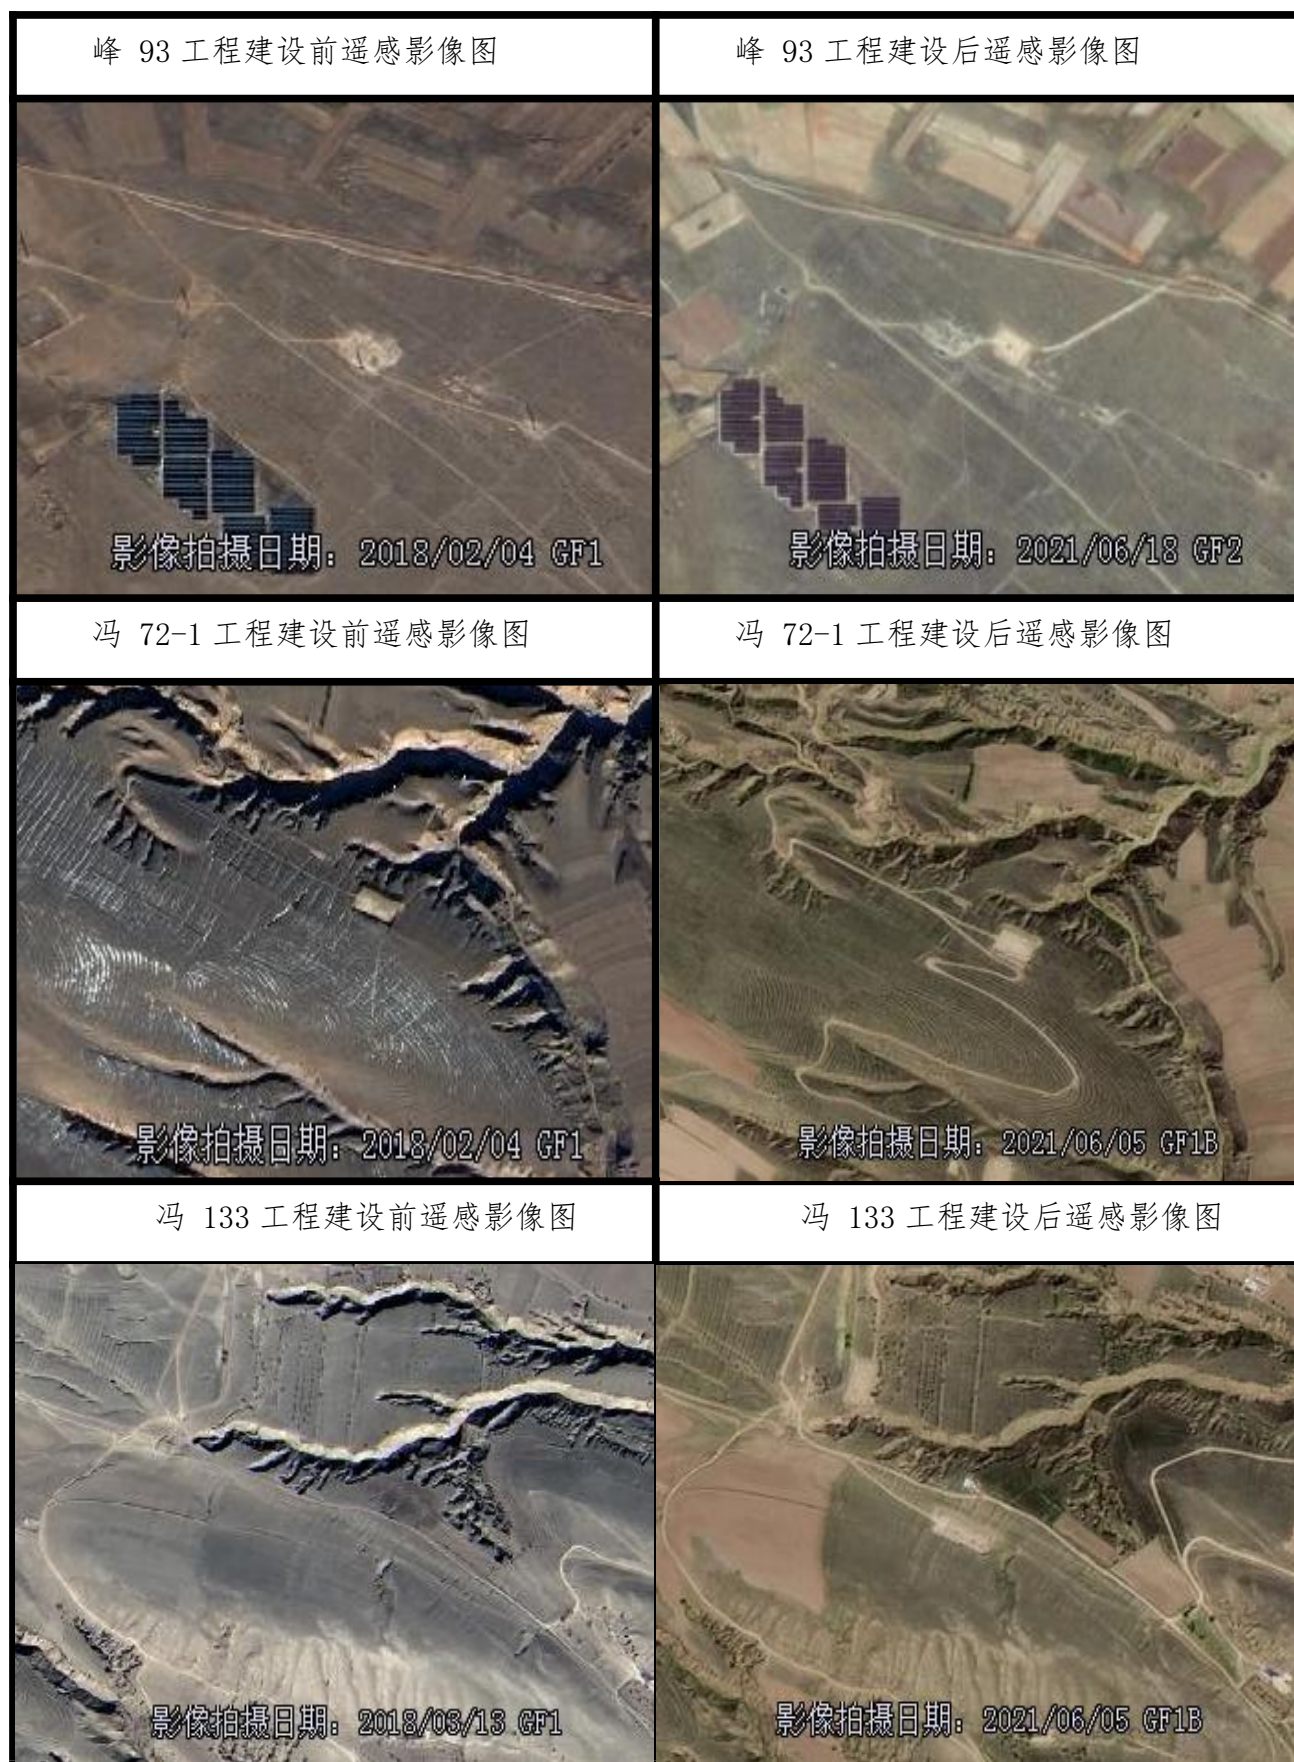 峰 93 工程建设前遥感影像图
峰 93 工程建设后遥感影像图
影像拍摄日期: 2018/02/04 GF1
影像拍摄日期: 2021/06/18 GF2
冯 72-1 工程建设前遥感影像图
冯 72-1 工程建设后遥感影像图
影像拍摄日期: 2018/02/04 GF1
影像拍摄日期: 2021/06/05 GF1B
冯 133 工程建设前遥感影像图
冯 133 工程建设后遥感影像图
影像拍摄日期: 2018/03/13 GF1
影像拍摄日期: 2021/06/05 GF1B